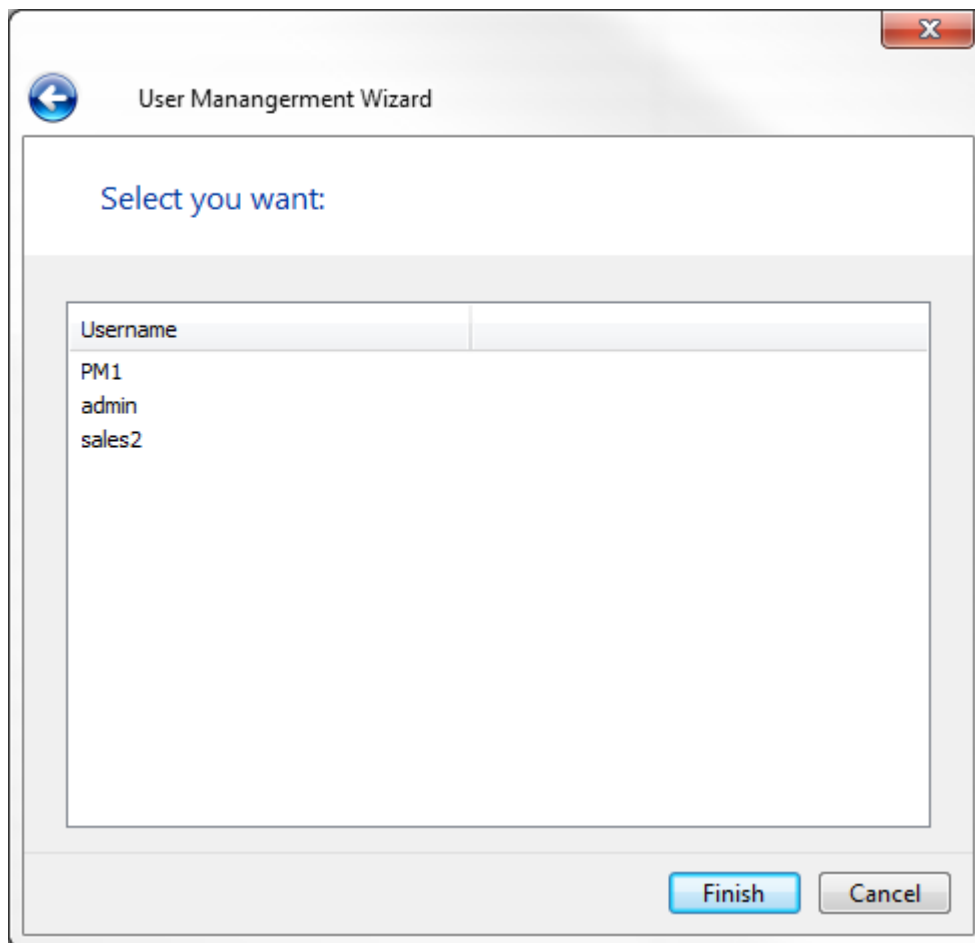 User Manangerment Wizard
Select you want:
Username
PM1
admin
sales2
Finish
Cancel